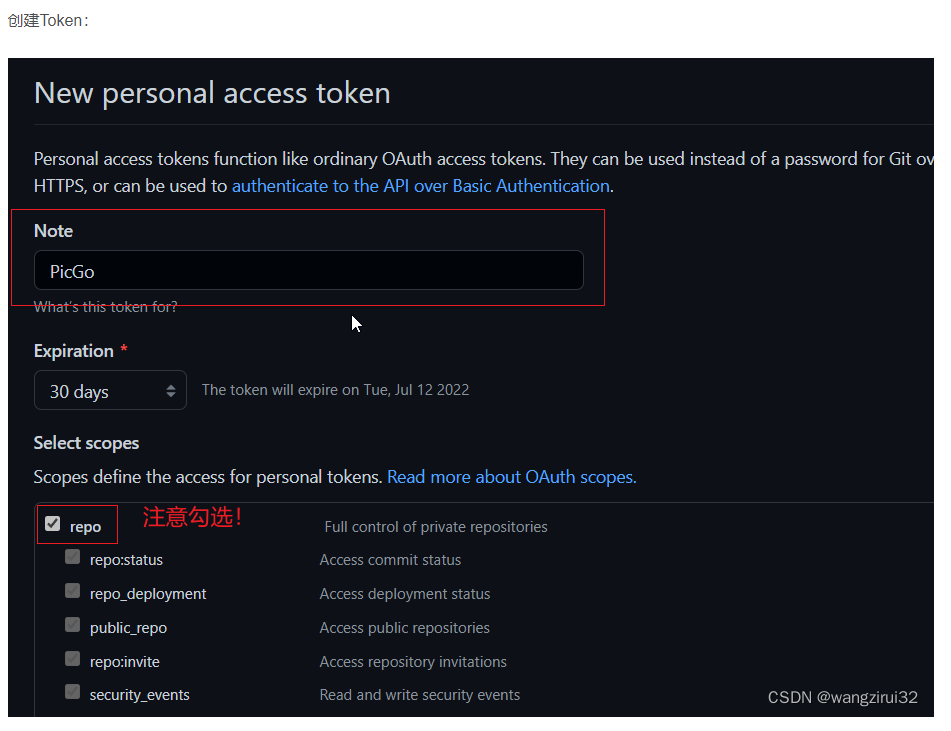 创建Token：
New personal access token
Personal access tokens function like ordinary OAuth access tokens. They can be used instead of a password for Git ov
HTTPS, or can be used to authenticate to the API over Basic Authentication.
Note
PicGo
What's this token for?
Expiration *
30 days The token will expire on Tue, Jul 12 2022
Select scopes
Scopes define the access for personal tokens. Read more about OAuth scopes.
repo 注意勾选！ Full control of private repositories
repo:status Access commit status
repo_deployment Access deployment status
public_repo Access public repositories
repo:invite Access repository invitations
security_events Read and write security events
CSDN @wangzirui32